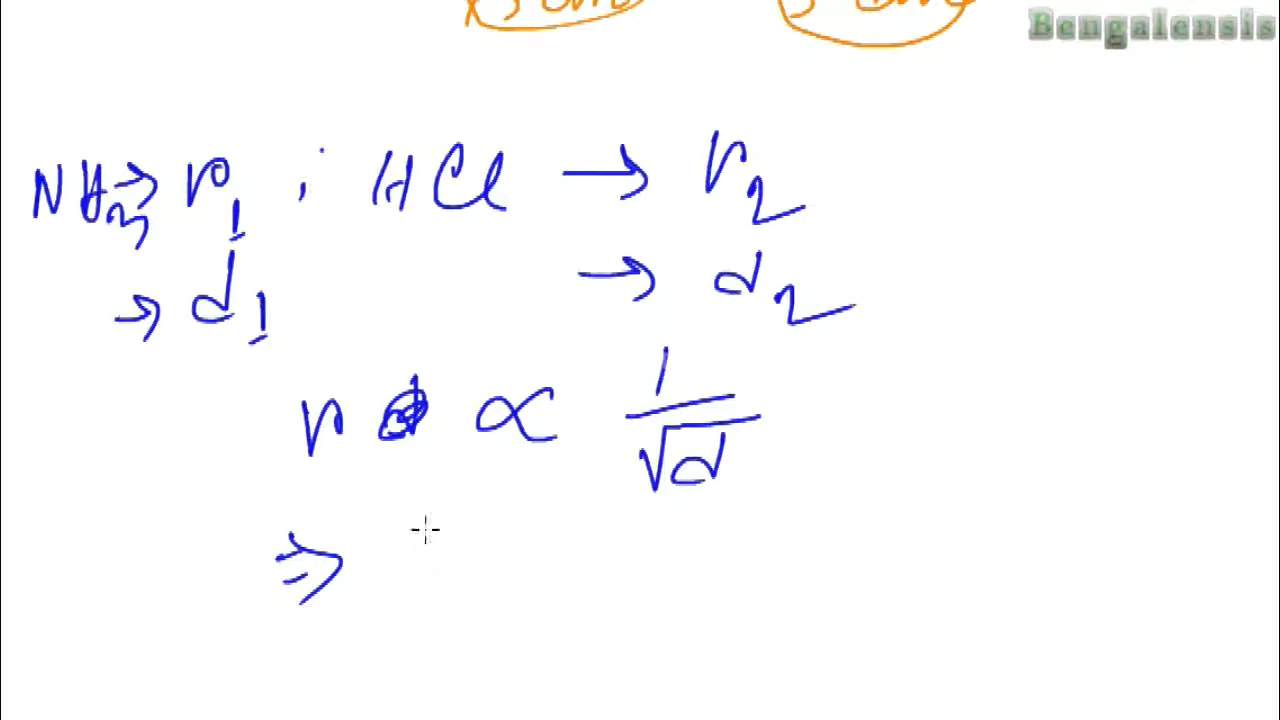 Bengalensis
NH₃ → r₁ ; HCl → r₂
→ d₁ → d₂
r ∝ 1/√d
⇒